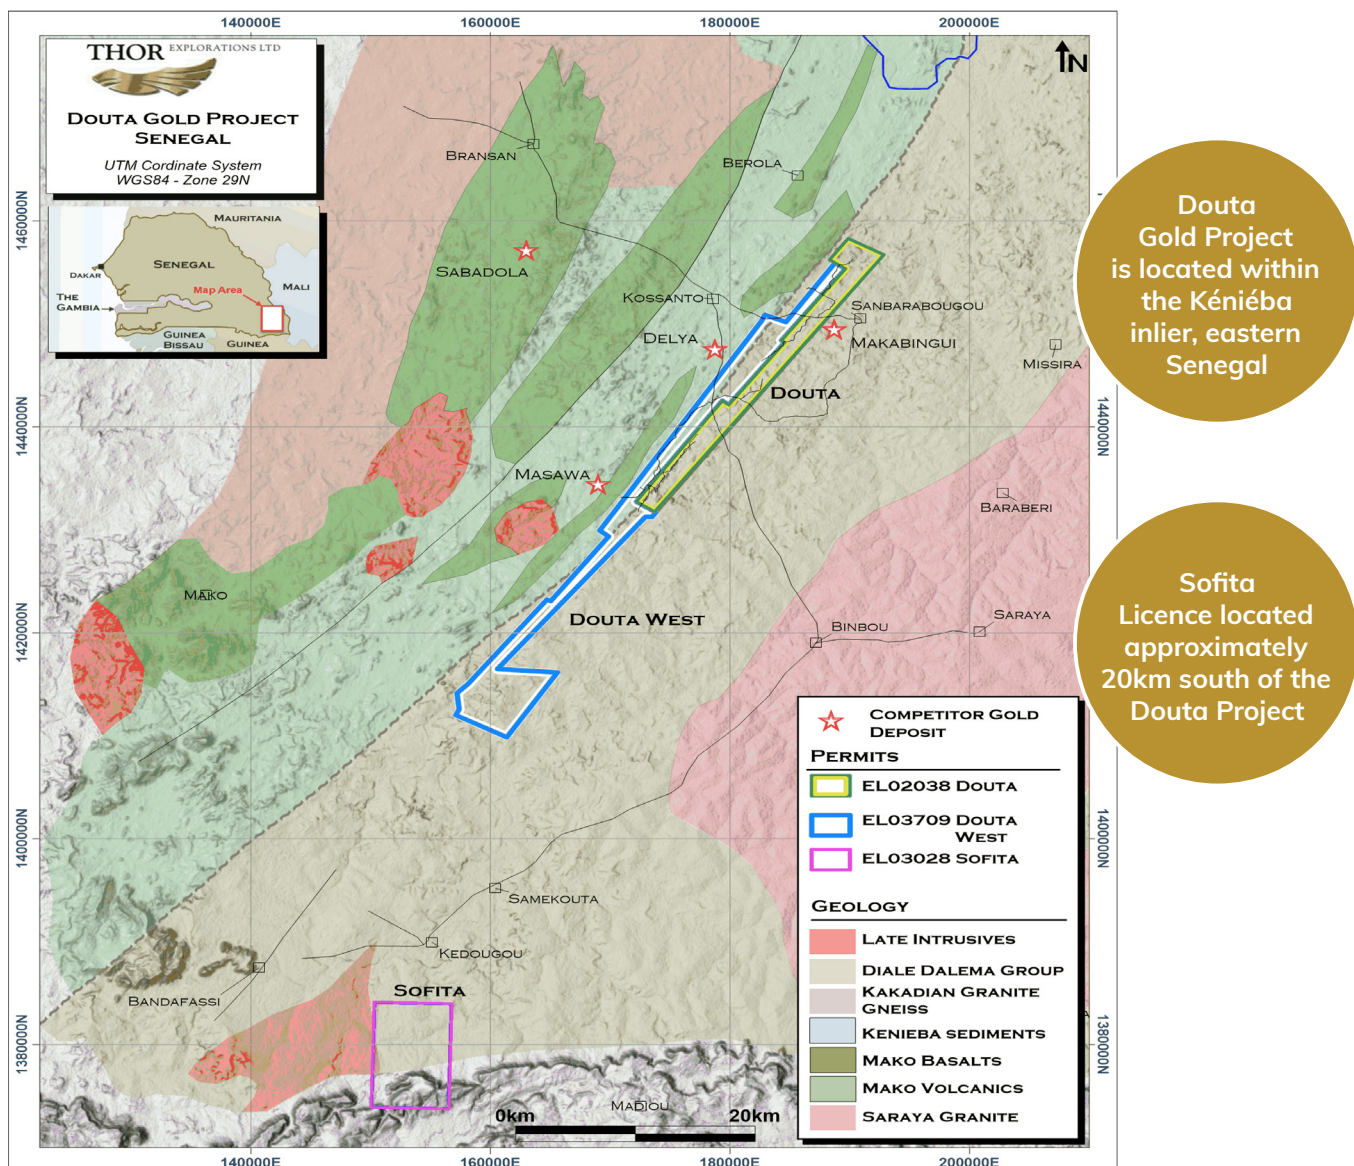 140000E
160000E
180000E
200000E
THOR EXPLORATIONS LTD
DOUTA GOLD PROJECT
SENEGAL
UTM Cordinate System
WGS84 - Zone 29N
MAURITANIA
SENEGAL
DAKAR
Map Area
MALI
THE
GAMBIA
GUINEA
BISSAU
GUINEA
N
1460000N
1440000N
1420000N
1400000N
1380000N
BRANSAN
BEROLA
SABADOLA
KOSSANTO
SANBARABOUGOU
DELYA
MAKABINGUI
MISSIRA
DOUTA
MASAWA
BARABERI
MAKO
DOUTA WEST
BINBOU
SARAYA
SAMEKOUTA
KEDOUGOU
BANDAFASSI
SOFITA
MADIOU
0km
20km
COMPETITOR GOLD
DEPOSIT
PERMITS
EL02038 DOUTA
EL03709 DOUTA
WEST
EL03028 SOFITA
GEOLOGY
LATE INTRUSIVES
DIALE DALEMA GROUP
KAKADIAN GRANITE
GNEISS
KENIEBA SEDIMENTS
MAKO BASALTS
MAKO VOLCANICS
SARAYA GRANITE
1440000N
1400000N
1380000N
140000E
160000E
180000E
200000E
Douta
Gold Project
is located within
the Kéniéba
inlier, eastern
Senegal
Sofita
Licence located
approximately
20km south of the
Douta Project